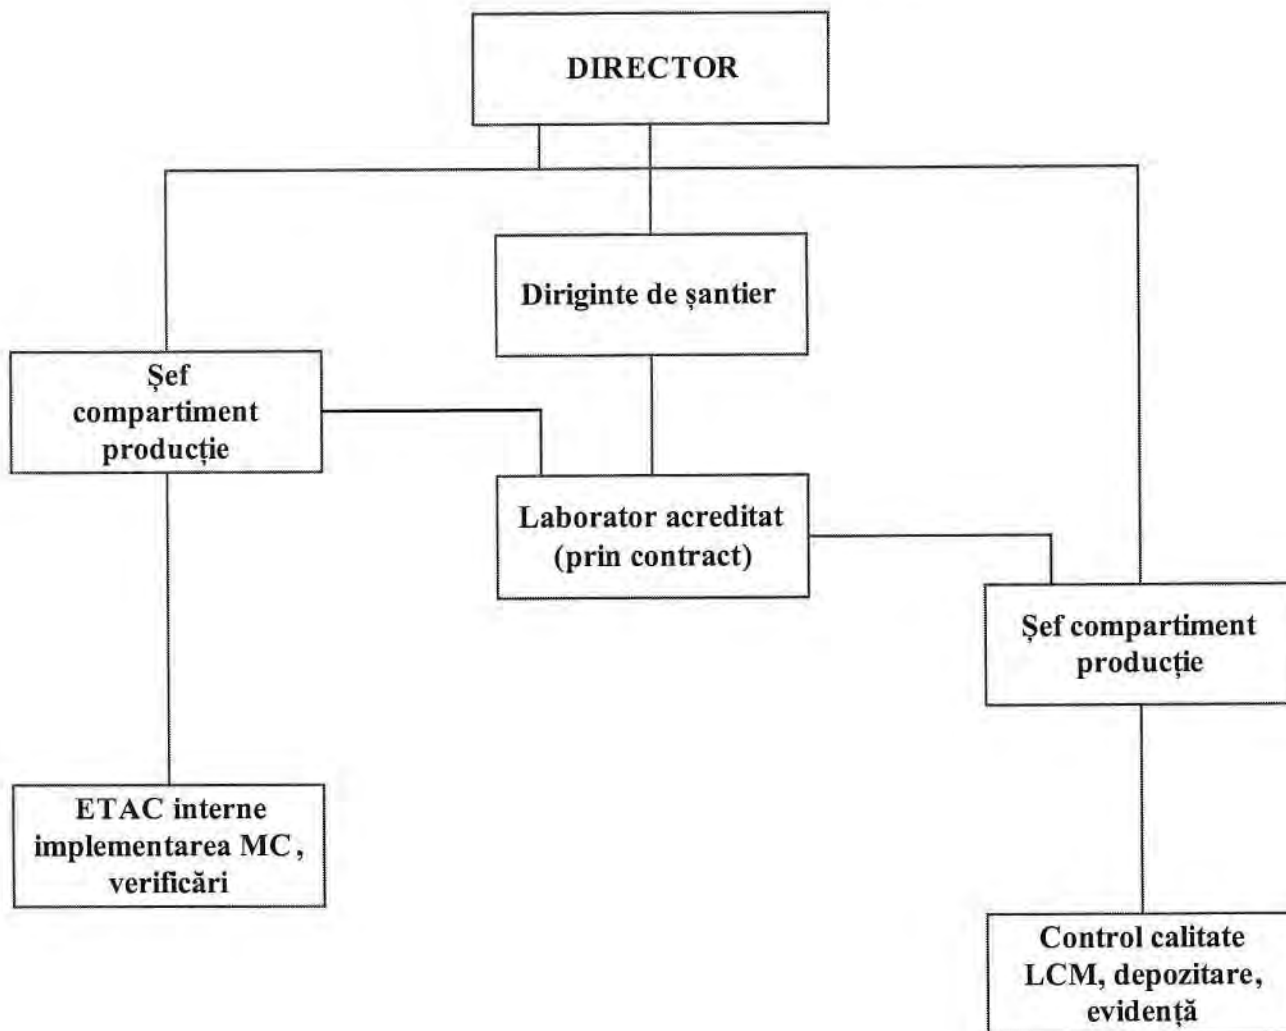 DIRECTOR
Diriginte de șantier
Șef
compartiment
producție
Laborator acreditat
(prin contract)
Șef compartiment
producție
ETAC interne
implementarea MC,
verificări
Control calitate
LCM, depozitare,
evidență